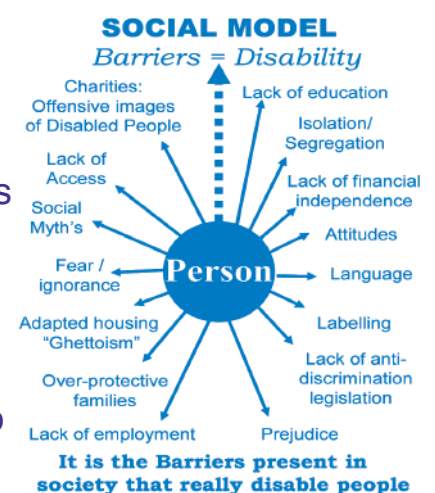 SOCIAL MODEL
Barriers = Disability
Charities:
Offensive images
of Disabled People
Lack of
Access
Social
Myth's
Fear /
ignorance
Adapted housing
“Ghettoism”
Over-protective
families
Lack of employment
Person
Lack of education
Isolation/
Segregation
Lack of financial
independence
Attitudes
Language
Labelling
Lack of anti-
discrimination
legislation
Prejudice
It is the Barriers present in
society that really disable people